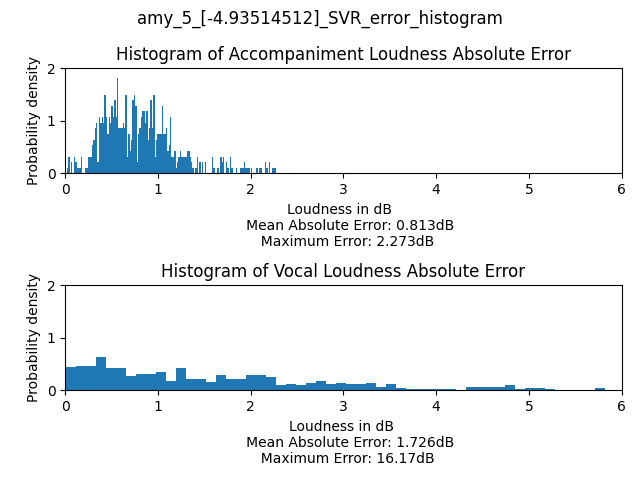 amy_5_[-4.93514512]_SVR_error_histogram
Histogram of Accompaniment Loudness Absolute Error
Probability density
2
1
0
0 1 2 3 4 5 6
Loudness in dB
Mean Absolute Error: 0.813dB
Maximum Error: 2.273dB
Histogram of Vocal Loudness Absolute Error
Probability density
2
1
0
0 1 2 3 4 5 6
Loudness in dB
Mean Absolute Error: 1.726dB
Maximum Error: 16.17dB